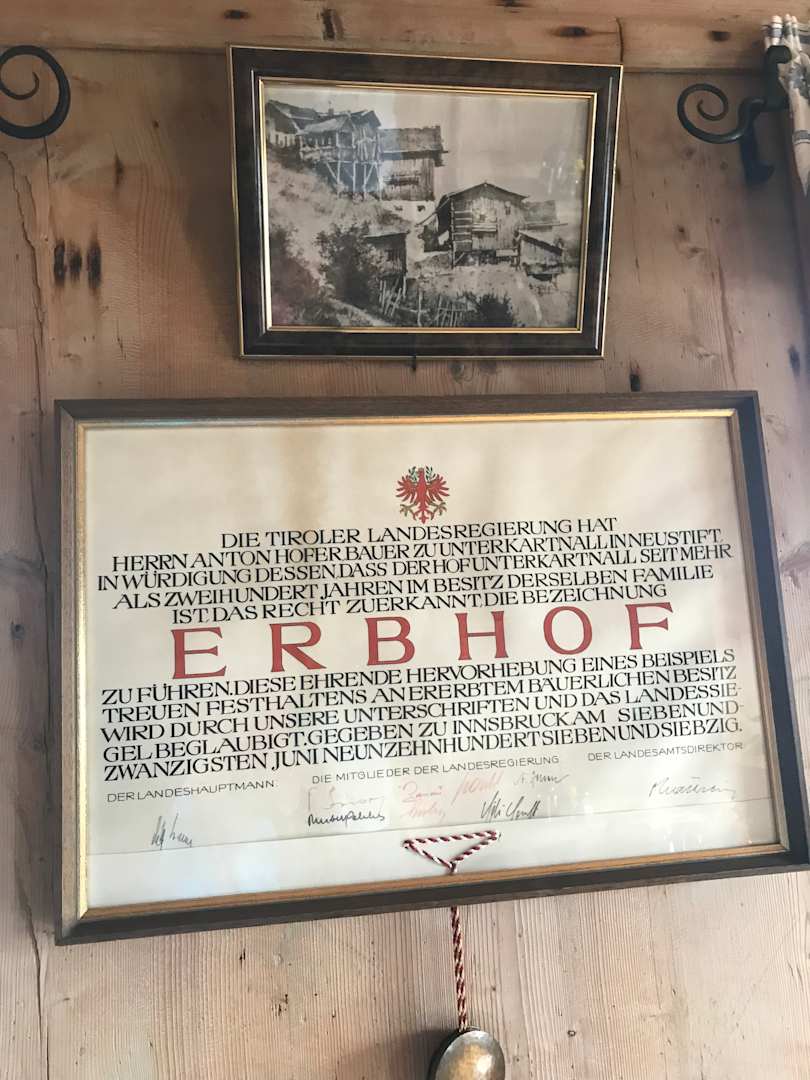 DIE TIROLER LANDESREGIERUNG HAT
HERRN ANTON HOFER, BAUER ZU UNTERKARTNALL IN NEUSTIFT,
IN WÜRDIGUNG DESSEN, DASS DER HOF UNTERKARTNALL SEIT MEHR
ALS ZWEIHUNDERT JAHREN IM BESITZ DERSELBEN FAMILIE
IST, DAS RECHT ZUERKANNT, DIE BEZEICHNUNG
ERBHOF
ZU FÜHREN. DIESE EHRENDE HERVORHEBUNG EINES BEISPIELS
TREUEN FESTHALTENS AN ERERBTEM BÄUERLICHEN BESITZ
WIRD DURCH UNSERE UNTERSCHRIFTEN UND DAS LANDESSIE-
GEL BEGLAUBIGT. GEGEBEN ZU INNSBRUCK, AM SIEBENUND-
ZWANZIGSTEN JUNI NEUNZEHNHUNDERTSIEBENUNDSIEBZIG.
DER LANDESHAUPTMANN: DIE MITGLIEDER DER LANDESREGIERUNG: DER LANDESAMTSDIREKTOR: